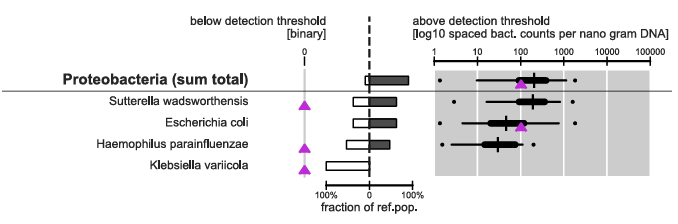 below detection threshold
[binary]
above detection threshold
[log10 spaced bact. counts per nano gram DNA]
0
1 10 100 1000 10000 100000
Proteobacteria (sum total)
Sutterella wadsworthensis
Escherichia coli
Haemophilus parainfluenzae
Klebsiella variicola
100% 0 100%
fraction of ref.pop.